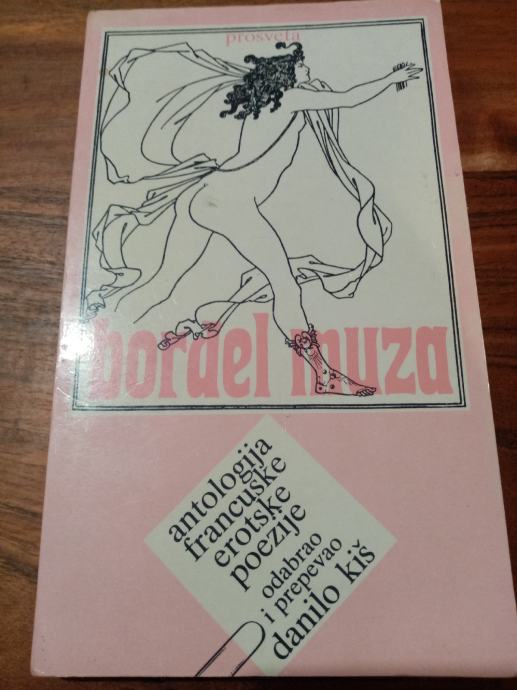 prosveta
bordel muza
antologija
francuske
erotske
poezije
odabrao
i prepevao
danilo kiš